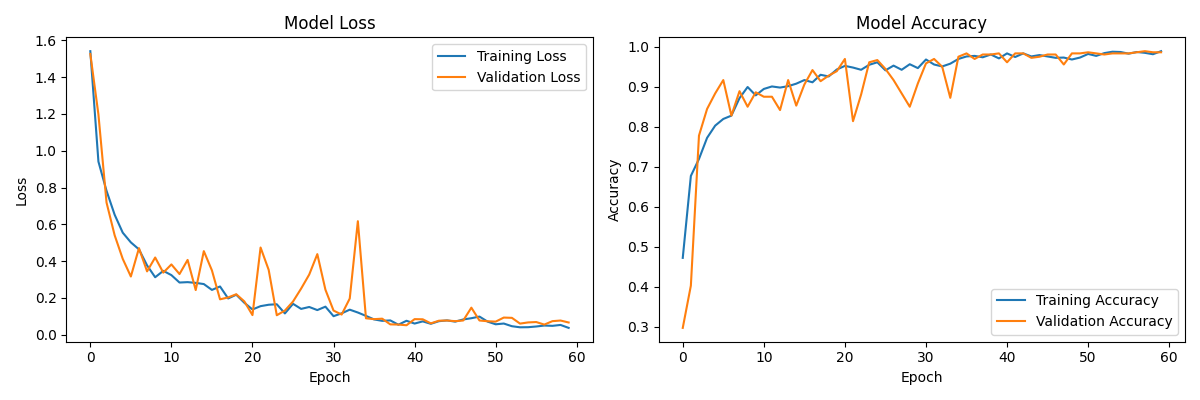 Model Loss
1.6
1.4
1.2
1.0
0.8
0.6
0.4
0.2
0.0
Loss
0 10 20 30 40 50 60
Epoch
Training Loss
Validation Loss
Model Accuracy
1.0
0.9
0.8
0.7
0.6
0.5
0.4
0.3
Accuracy
0 10 20 30 40 50 60
Epoch
Training Accuracy
Validation Accuracy